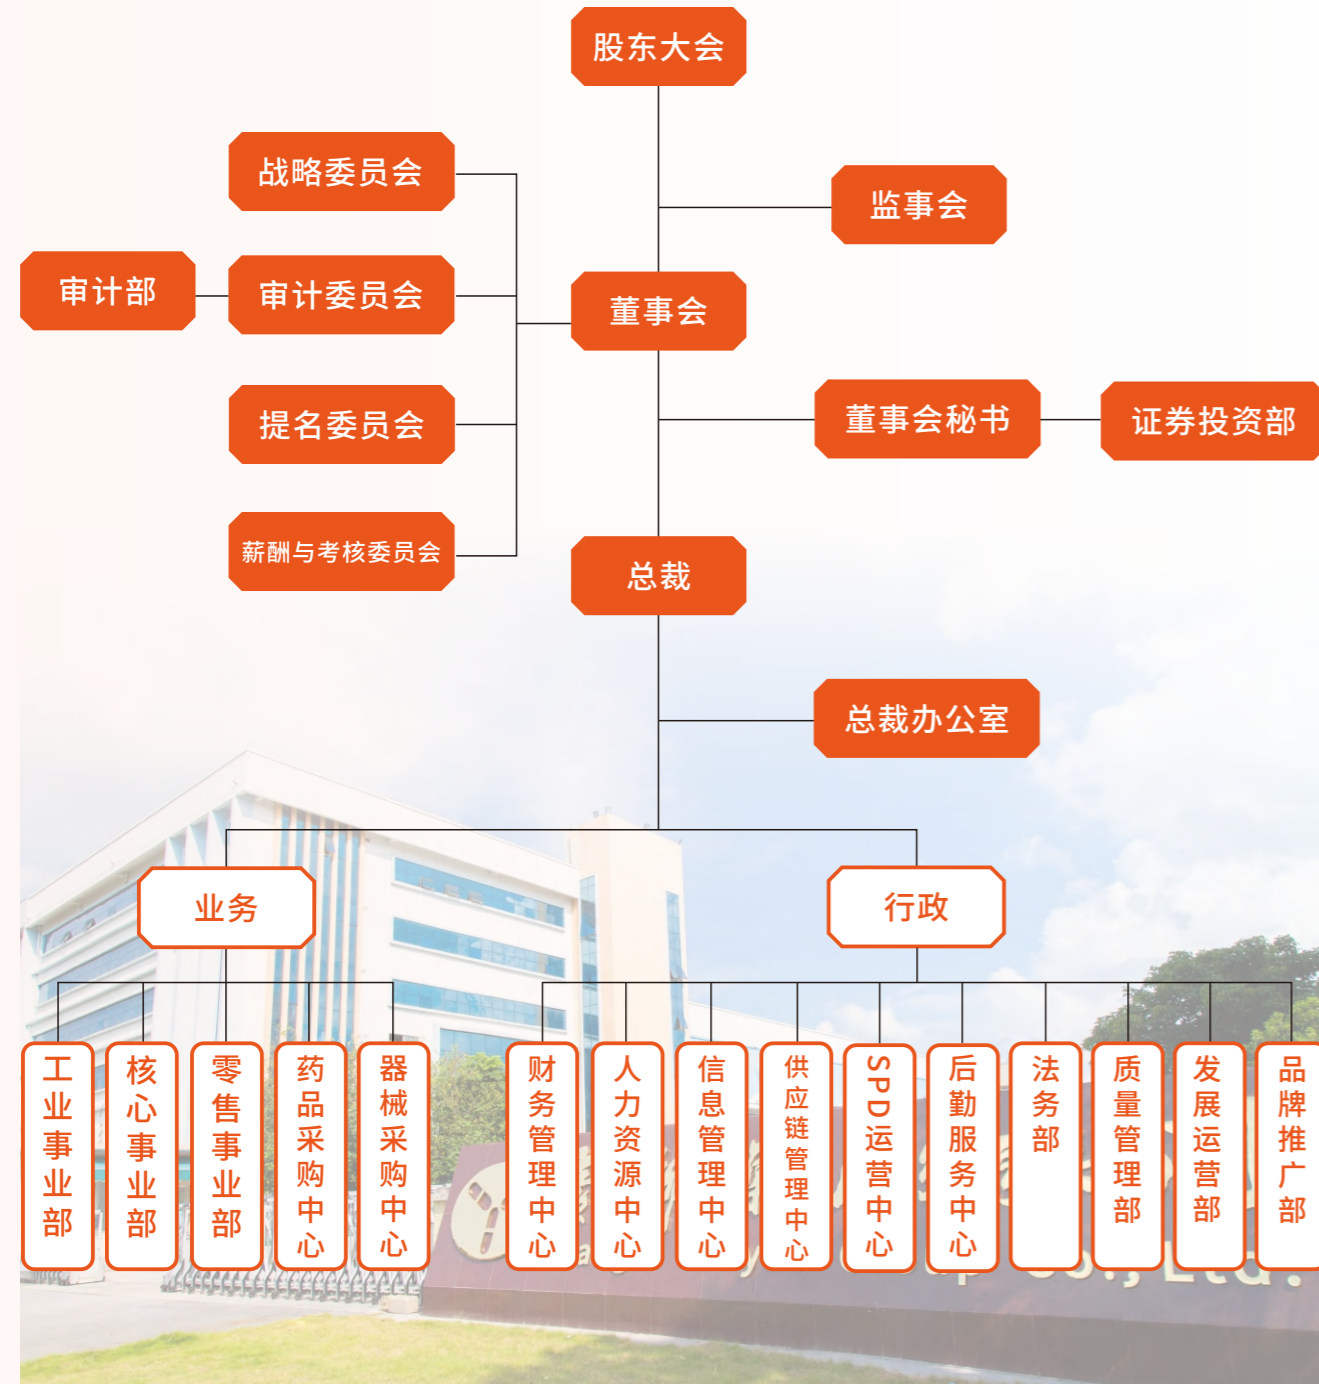 股东大会
战略委员会
监事会
审计部
审计委员会
董事会
提名委员会
董事会秘书
证券投资部
薪酬与考核委员会
总裁
总裁办公室
业务
行政
工业事业部
核心事业部
零售事业部
药品采购中心
器械采购中心
财务管理中心
人力资源中心
信息管理中心
供应链管理中心
SPD运营中心
后勤服务中心
法务部
质量管理部
发展运营部
品牌推广部
Co., Ltd.